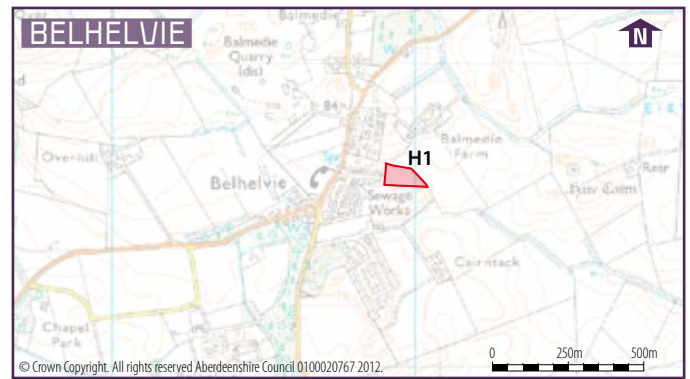 BELHELVIE
N
Balmedie
Balmedie
Quarry
(dis)
84
Balmedie
Farm
H1
Overhill
Spr
Belhelvie
Sewage
Works
W
Resr
Cairntack
Chapel
Park
0 250m 500m
© Crown Copyright. All rights reserved Aberdeenshire Council 0100020767 2012.